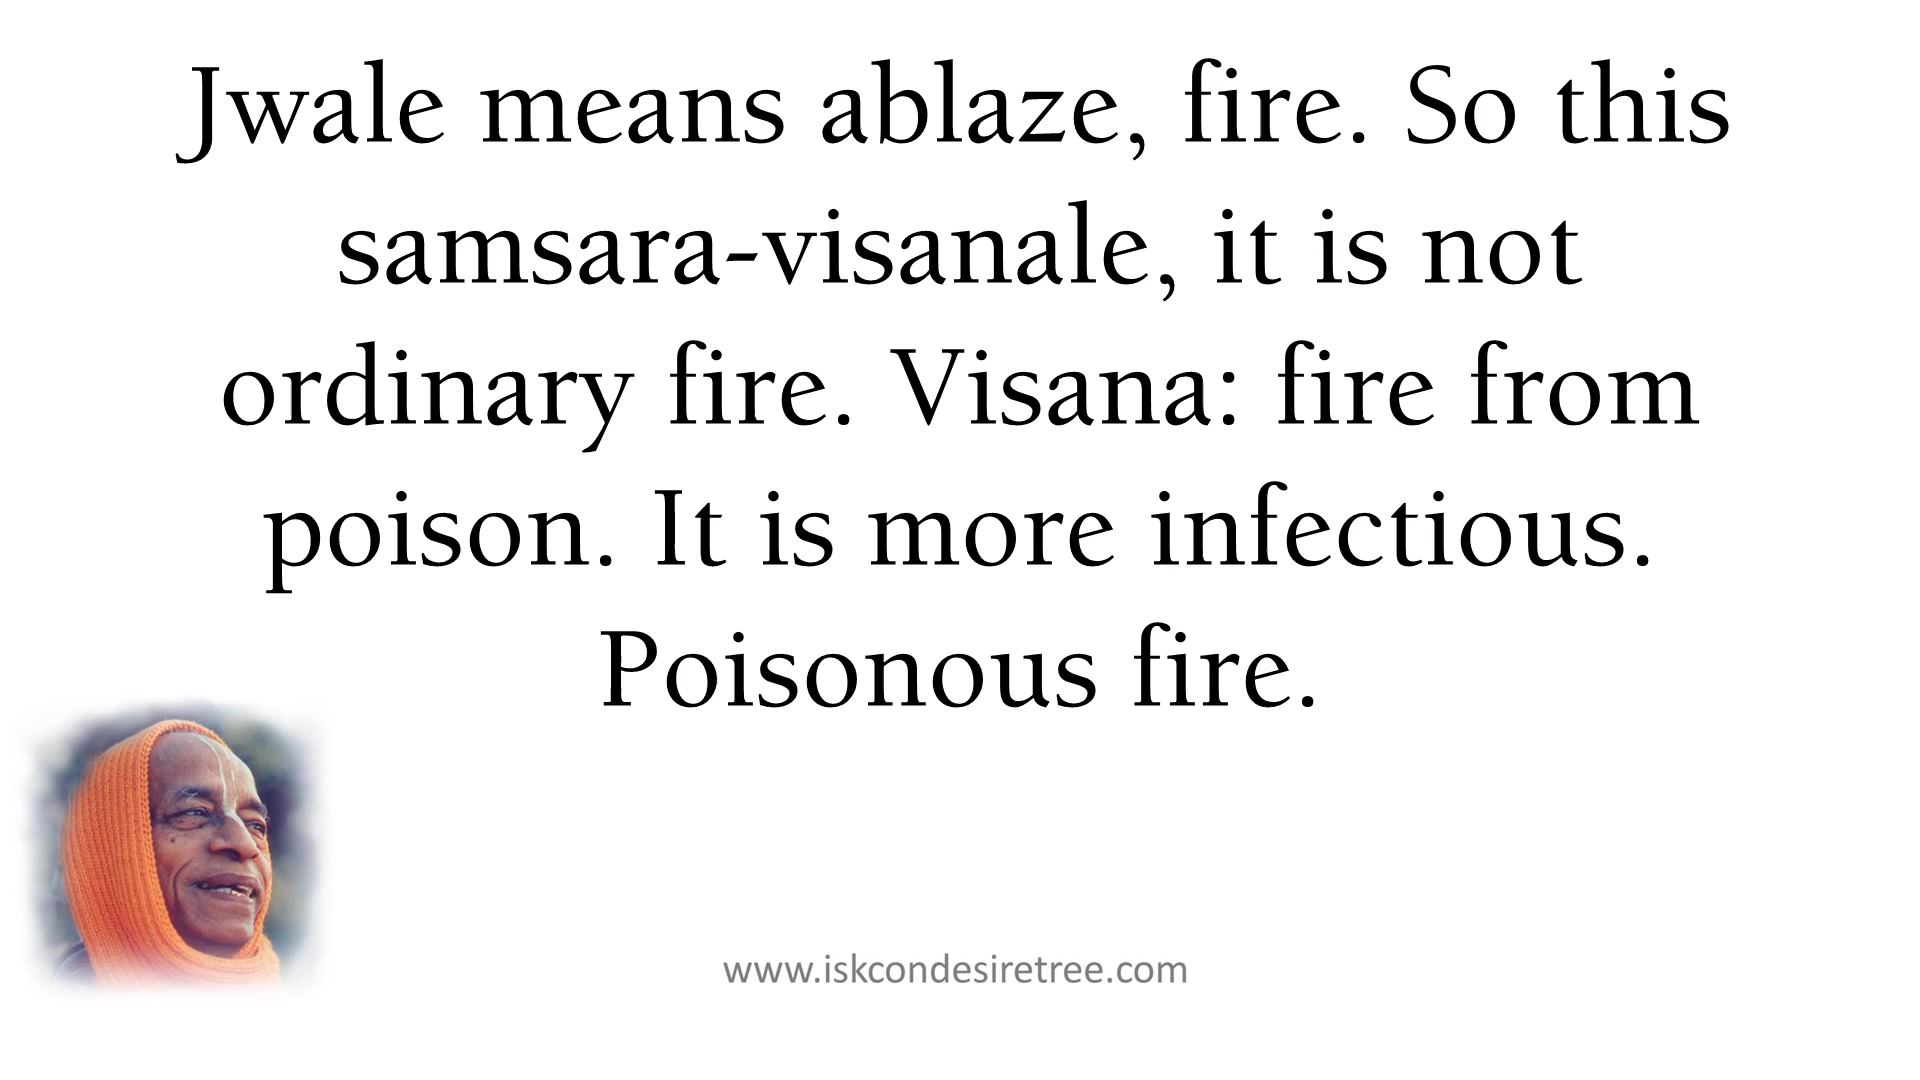 Jwale means ablaze, fire. So this
samsara-visanale, it is not
ordinary fire. Visana: fire from
poison. It is more infectious.
Poisonous fire.
www.iskcondesiretree.com